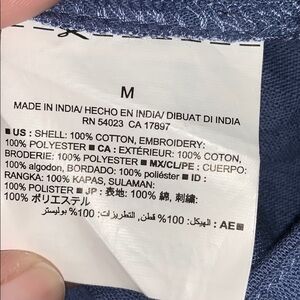 M
MADE IN INDIA/ HECHO EN INDIA/ DIBUAT DI INDIA
RN 54023 CA 17897
■ US : SHELL: 100% COTTON, EMBROIDERY:
100% POLYESTER ■ CA : EXTÉRIEUR: 100% COTON,
BRODERIE: 100% POLYESTER ■ MX/CL/PE : CUERPO:
100% algodon, BORDADO: 100% poliéster ■ ID :
RANGKA: 100% KAPAS, SULAMAN:
100% POLISTER ■ JP : 表地: 100% 綿, 刺繍:
100% ポリエステル
■ AE : الهيكل: 100% قطن, التطريزات: 100% بوليستر